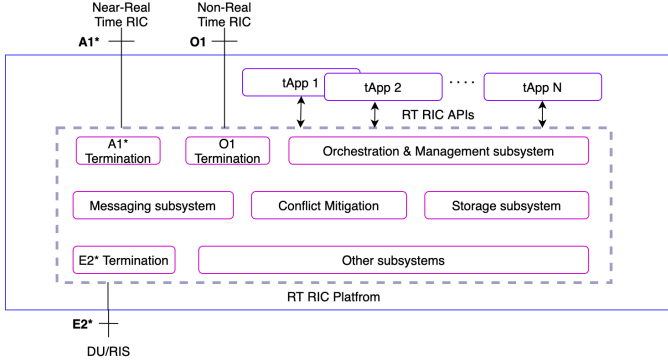 Near-Real
Time RIC
Non-Real
Time RIC
A1*
O1
tApp 1
tApp 2
....
tApp N
RT RIC APIs
A1*
Termination
O1
Termination
Orchestration & Management subsystem
Messaging subsystem
Conflict Mitigation
Storage subsystem
E2* Termination
Other subsystems
RT RIC Platfrom
E2*
DU/RIS